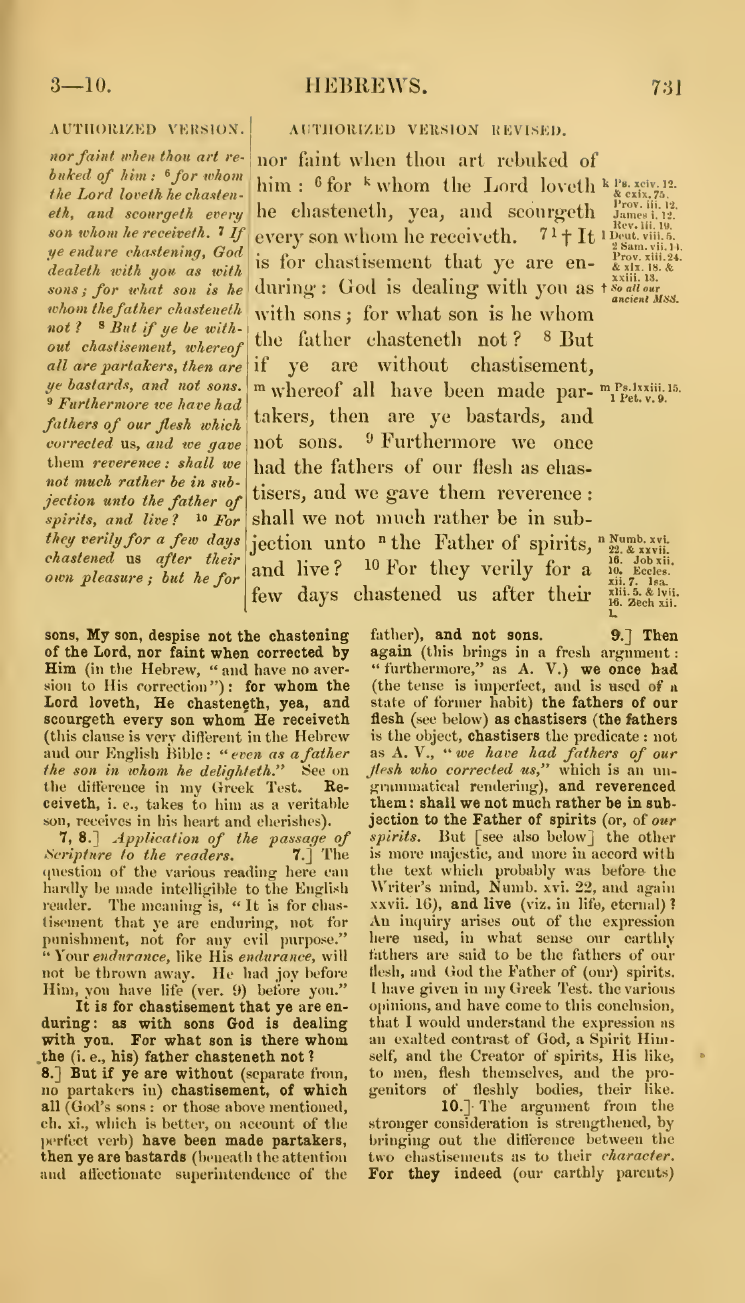 3—10.
HEBREWS.
731
AUTHORIZED VERSION.
nor faint when thou art re-
buked of him : 6 for whom
the Lord loveth he chasten-
eth, and scourgeth every
son whom he receiveth. 7 If
ye endure chastening, God
dealeth with you as with
sons ; for what son is he
whom the father chasteneth
not ? 8 But if ye be with-
out chastisement, whereof
all are partakers, then are
ye bastards, and not sons.
9 Furthermore we have had
fathers of our flesh which
corrected us, and we gave
them reverence : shall we
not much rather be in sub-
jection unto the father of
spirits, and live ? 10 For
they verily for a few days
chastened us after their
own pleasure ; but he for
AUTHORIZED VERSION REVISED.
nor faint when thou art rebuked of
him : 6 for k whom the Lord loveth
he chasteneth, yea, and scourgeth
every son whom he receiveth. 7 l † It
is for chastisement that ye are en-
during : God is dealing with you as
with sons ; for what son is he whom
the father chasteneth not ? 8 But
if ye are without chastisement,
m whereof all have been made par-
takers, then are ye bastards, and
not sons. 9 Furthermore we once
had the fathers of our flesh as chas-
tisers, and we gave them reverence :
shall we not much rather be in sub-
jection unto n the Father of spirits,
and live ? 10 For they verily for a
few days chastened us after their
k Ps. xciv. 12.
& cxix. 75.
Prov. iii. 12.
James i. 12.
Rev. iii. 19.
l Deut. viii. 5.
2 Sam. vii. 14.
Prov. xiii. 24.
& xix. 18. &
xxiii. 13.
† So all our
ancient MSS.
m Ps. lxxiii. 15.
1 Pet. v. 9.
n Numb. xvi.
22. & xxvii.
16. Job xii.
10. Eccles.
xii. 7. Isa.
xlii. 5. & lvii.
16. Zech xii.
1.
sons, My son, despise not the chastening
of the Lord, nor faint when corrected by
Him (in the Hebrew, “ and have no aver-
sion to His correction”) : for whom the
Lord loveth, He chasteneth, yea, and
scourgeth every son whom He receiveth
(this clause is very different in the Hebrew
and our English Bible : “ even as a father
the son in whom he delighteth.” See on
the difference in my Greek Test. Re-
ceiveth, i. e., takes to him as a veritable
son, receives in his heart and cherishes).
7, 8.] Application of the passage of
Scripture to the readers. 7.] The
question of the various reading here can
hardly be made intelligible to the English
reader. The meaning is, “ It is for chas-
tisement that ye are enduring, not for
punishment, not for any evil purpose.”
“ Your endurance, like His endurance, will
not be thrown away. He had joy before
Him, you have life (ver. 9) before you.”
It is for chastisement that ye are en-
during : as with sons God is dealing
with you. For what son is there whom
the (i. e., his) father chasteneth not ?
8.] But if ye are without (separate from,
no partakers in) chastisement, of which
all (God’s sons : or those above mentioned,
ch. xi., which is better, on account of the
perfect verb) have been made partakers,
then ye are bastards (beneath the attention
and affectionate superintendence of the
father), and not sons. 9.] Then
again (this brings in a fresh argument :
“ furthermore,” as A. V.) we once had
(the tense is imperfect, and is used of a
state of former habit) the fathers of our
flesh (see below) as chastisers (the fathers
is the object, chastisers the predicate : not
as A. V., “ we have had fathers of our
flesh who corrected us,” which is an un-
grammatical rendering), and reverenced
them : shall we not much rather be in sub-
jection to the Father of spirits (or, of our
spirits. But [see also below] the other
is more majestic, and more in accord with
the text which probably was before the
Writer’s mind, Numb. xvi. 22, and again
xxvii. 16), and live (viz. in life, eternal) ?
An inquiry arises out of the expression
here used, in what sense our earthly
fathers are said to be the fathers of our
flesh, and God the Father of (our) spirits.
I have given in my Greek Test. the various
opinions, and have come to this conclusion,
that I would understand the expression as
an exalted contrast of God, a Spirit Him-
self, and the Creator of spirits, His like,
to men, flesh themselves, and the pro-
genitors of fleshly bodies, their like.
10.] The argument from the
stronger consideration is strengthened, by
bringing out the difference between the
two chastisements as to their character.
For they indeed (our earthly parents)